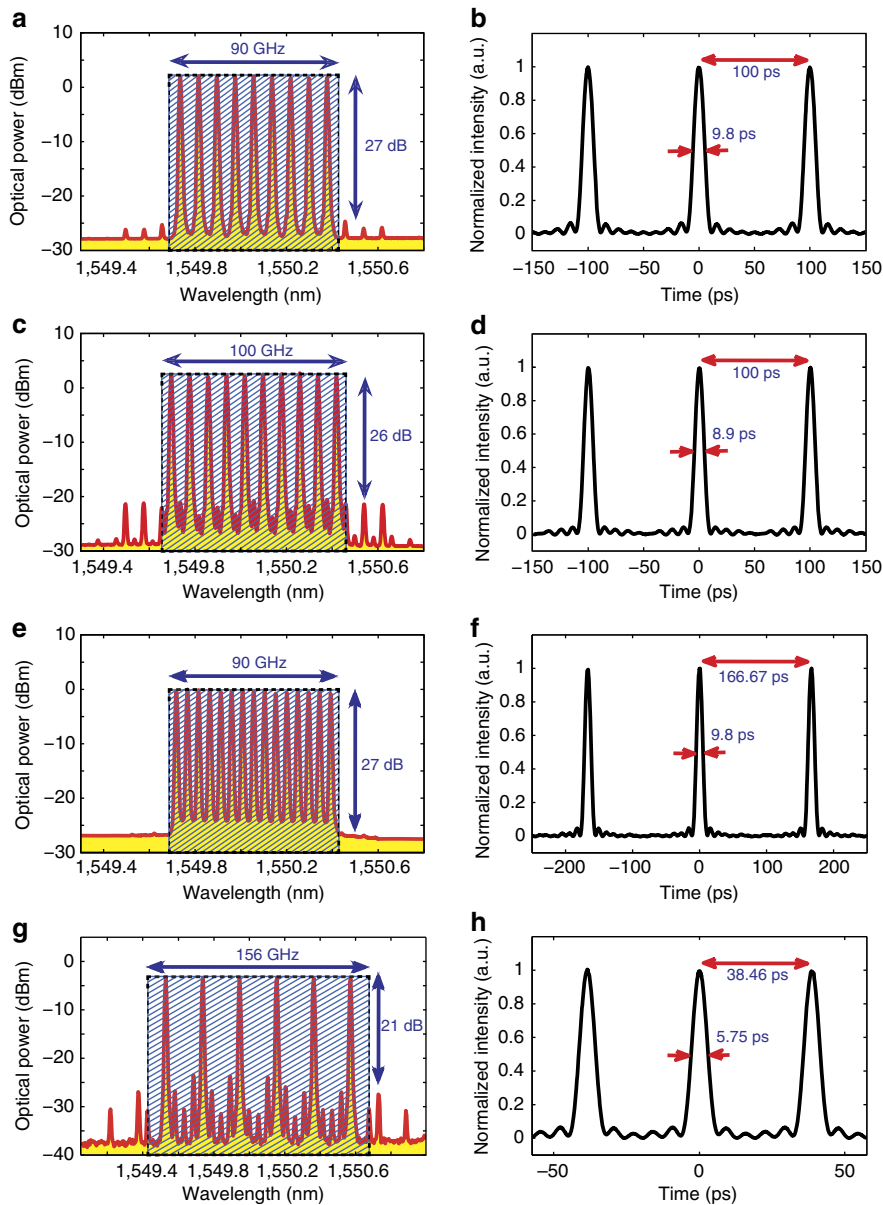 a
90 GHz
27 dB
10
0
−10
−20
−30
Optical power (dBm)
1,549.4 1,549.8 1,550.2 1,550.6
Wavelength (nm)
b
100 ps
9.8 ps
1
0.8
0.6
0.4
0.2
0
Normalized intensity (a.u.)
−150 −100 −50 0 50 100 150
Time (ps)
c
100 GHz
26 dB
10
0
−10
−20
−30
Optical power (dBm)
1,549.4 1,549.8 1,550.2 1,550.6
Wavelength (nm)
d
100 ps
8.9 ps
1
0.8
0.6
0.4
0.2
0
Normalized intensity (a.u.)
−150 −100 −50 0 50 100 150
Time (ps)
e
90 GHz
27 dB
10
0
−10
−20
−30
Optical power (dBm)
1,549.4 1,549.8 1,550.2 1,550.6
Wavelength (nm)
f
166.67 ps
9.8 ps
1
0.8
0.6
0.4
0.2
0
Normalized intensity (a.u.)
−200 −100 0 100 200
Time (ps)
g
156 GHz
21 dB
0
−10
−20
−30
−40
Optical power (dBm)
1,549.4 1,549.8 1,550.2 1,550.6
Wavelength (nm)
h
38.46 ps
5.75 ps
1
0.8
0.6
0.4
0.2
0
Normalized intensity (a.u.)
−50 0 50
Time (ps)